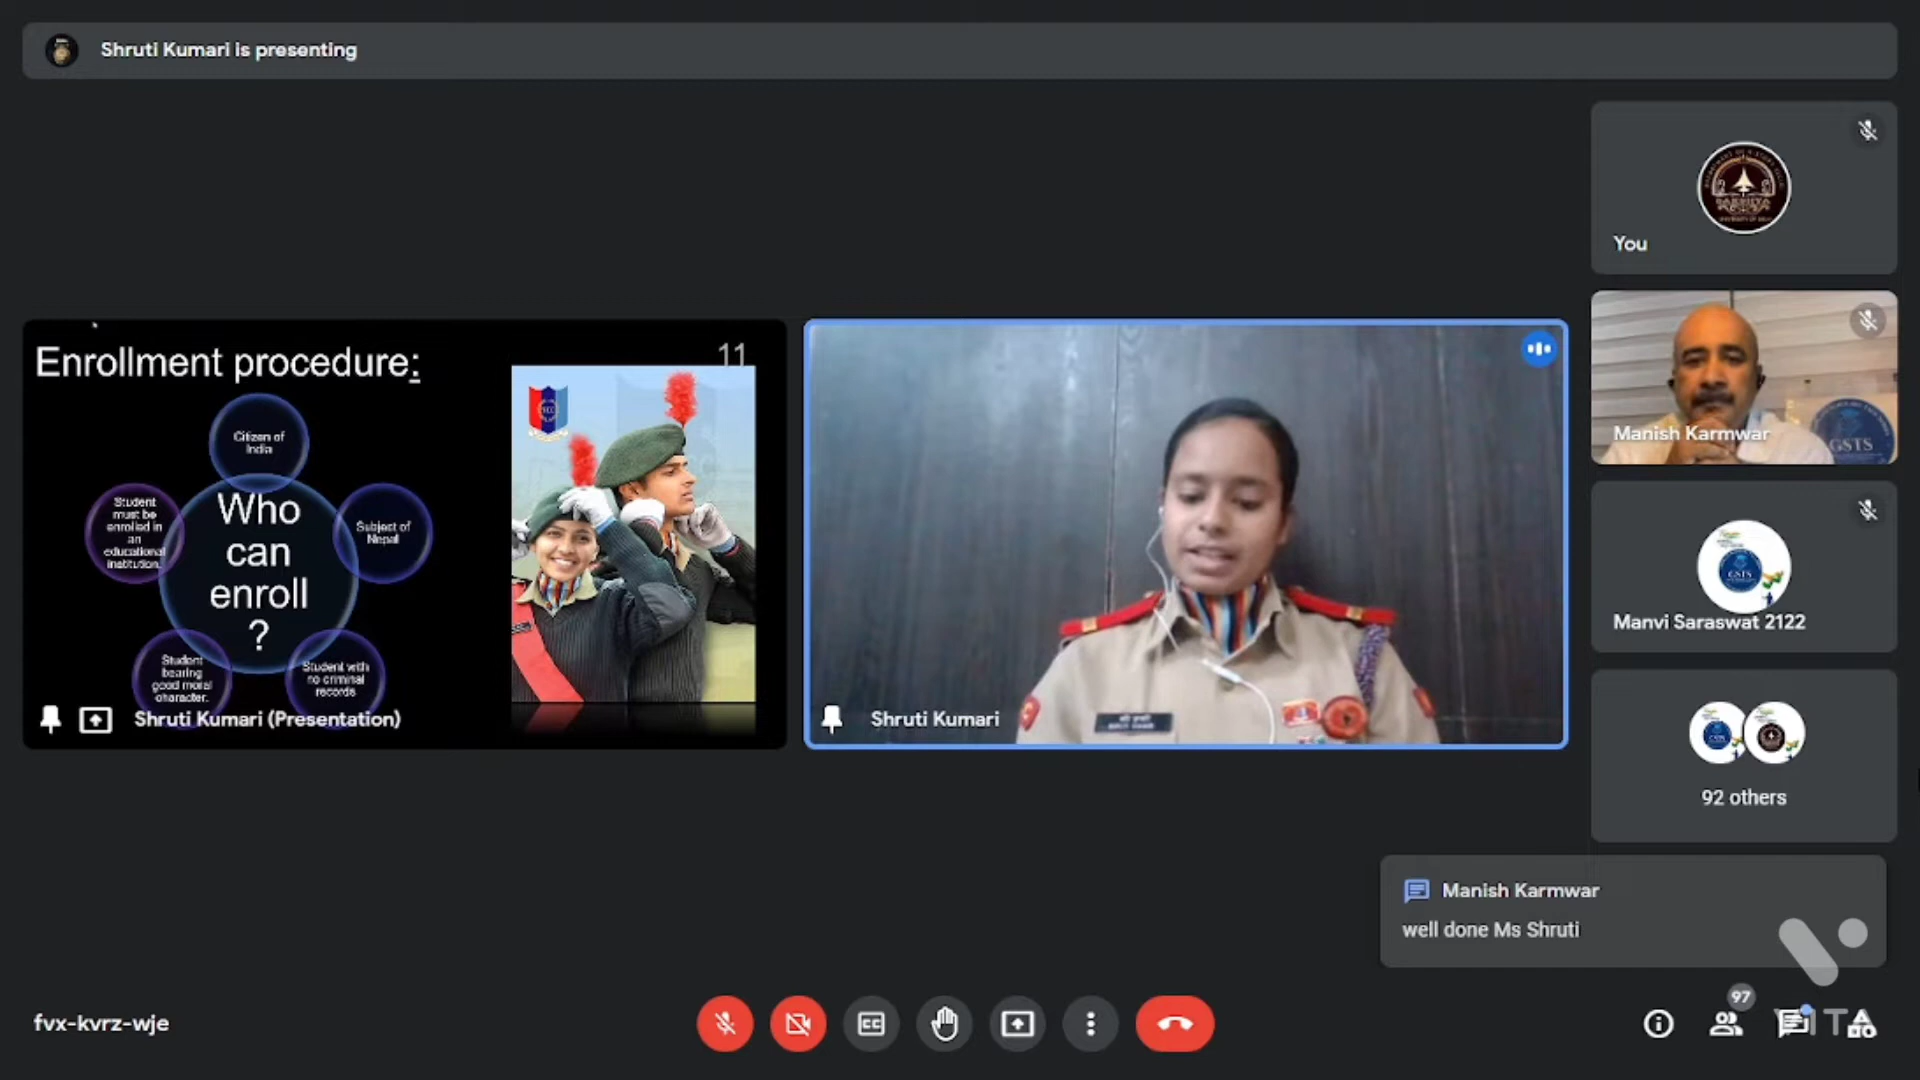 Shruti Kumari is presenting
You
Enrollment procedure:
11
Citizen of
India
Student
must be
enrolled in
an
educational
institution.
Who
can
enroll
?
Subject of
Nepal
Student
bearing
good moral
character.
Student with
no criminal
records
Shruti Kumari (Presentation)
Shruti Kumari
Manish Karmwar
GSTS
GSTS
Manvi Saraswat 2122
92 others
Manish Karmwar
well done Ms Shruti
fvx-kvrz-wje
97
VITA